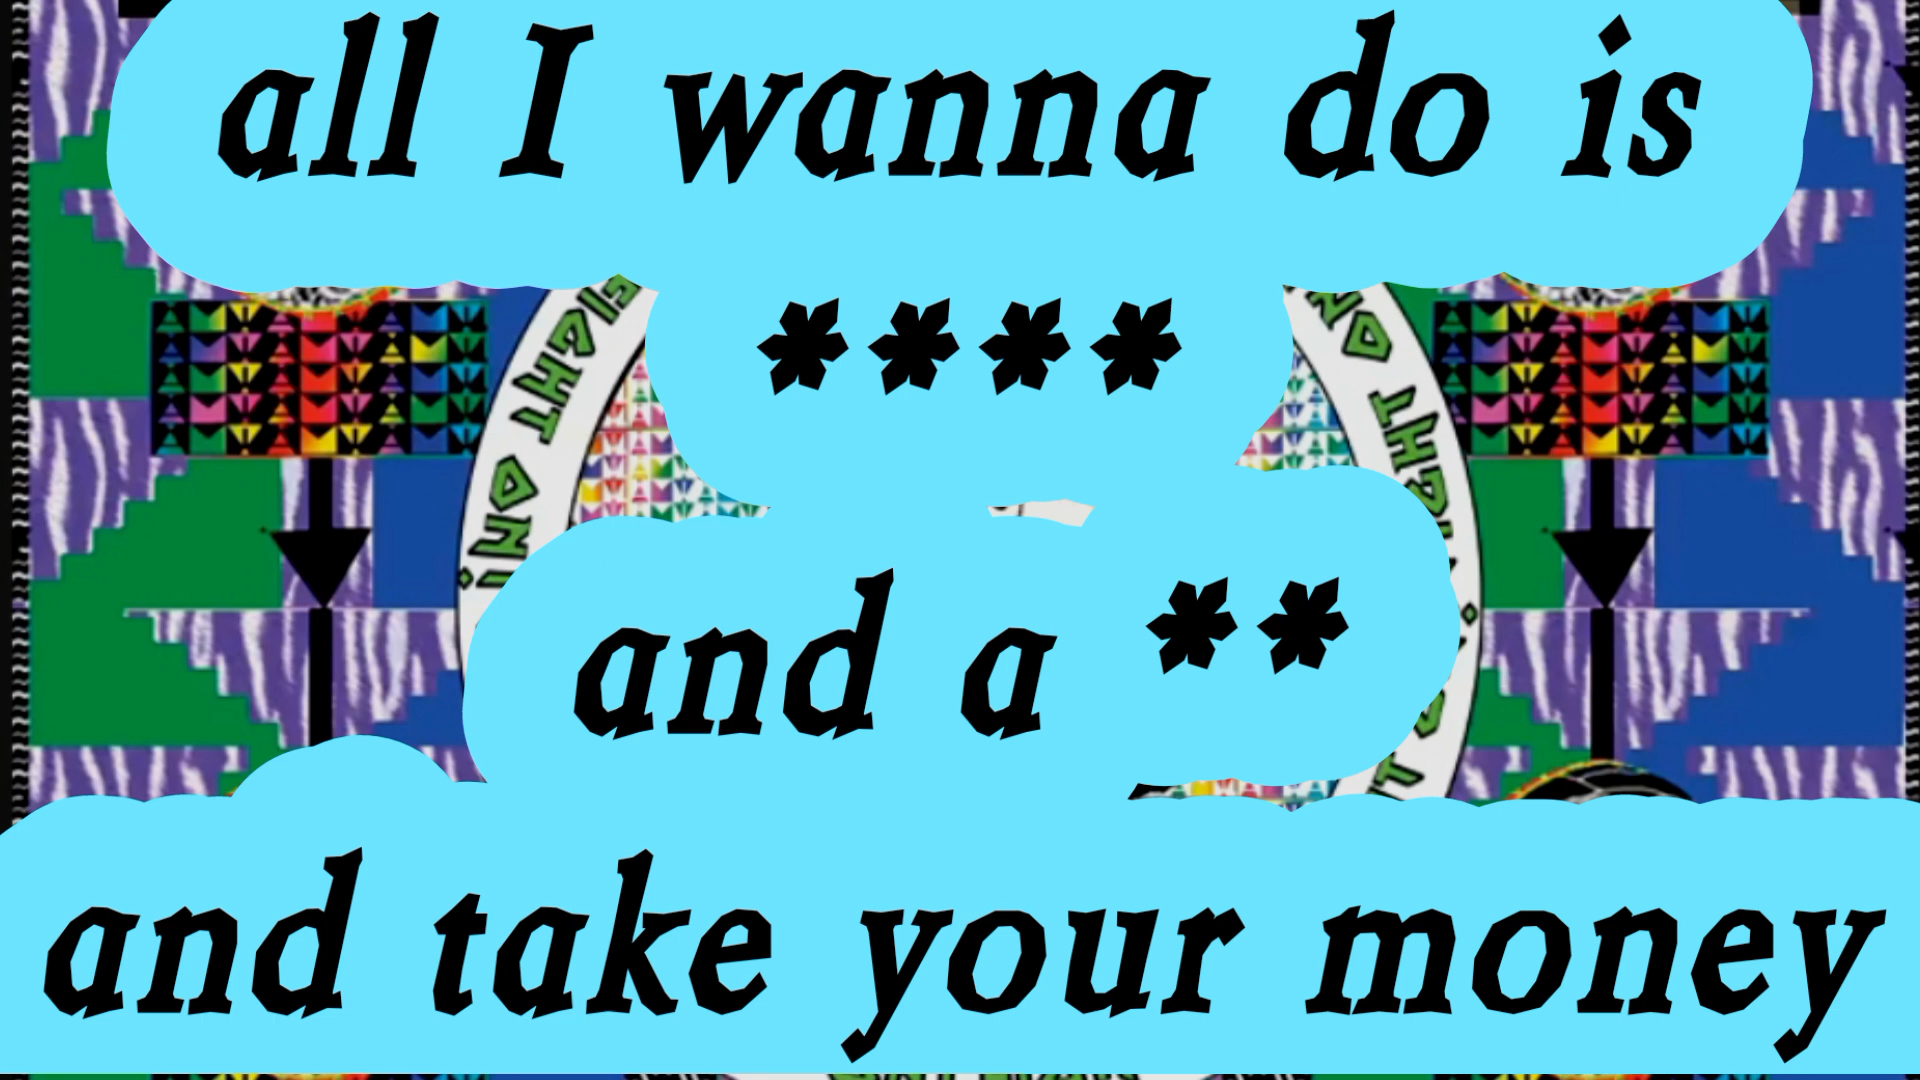 all I wanna do is
****
and a **
and take your money